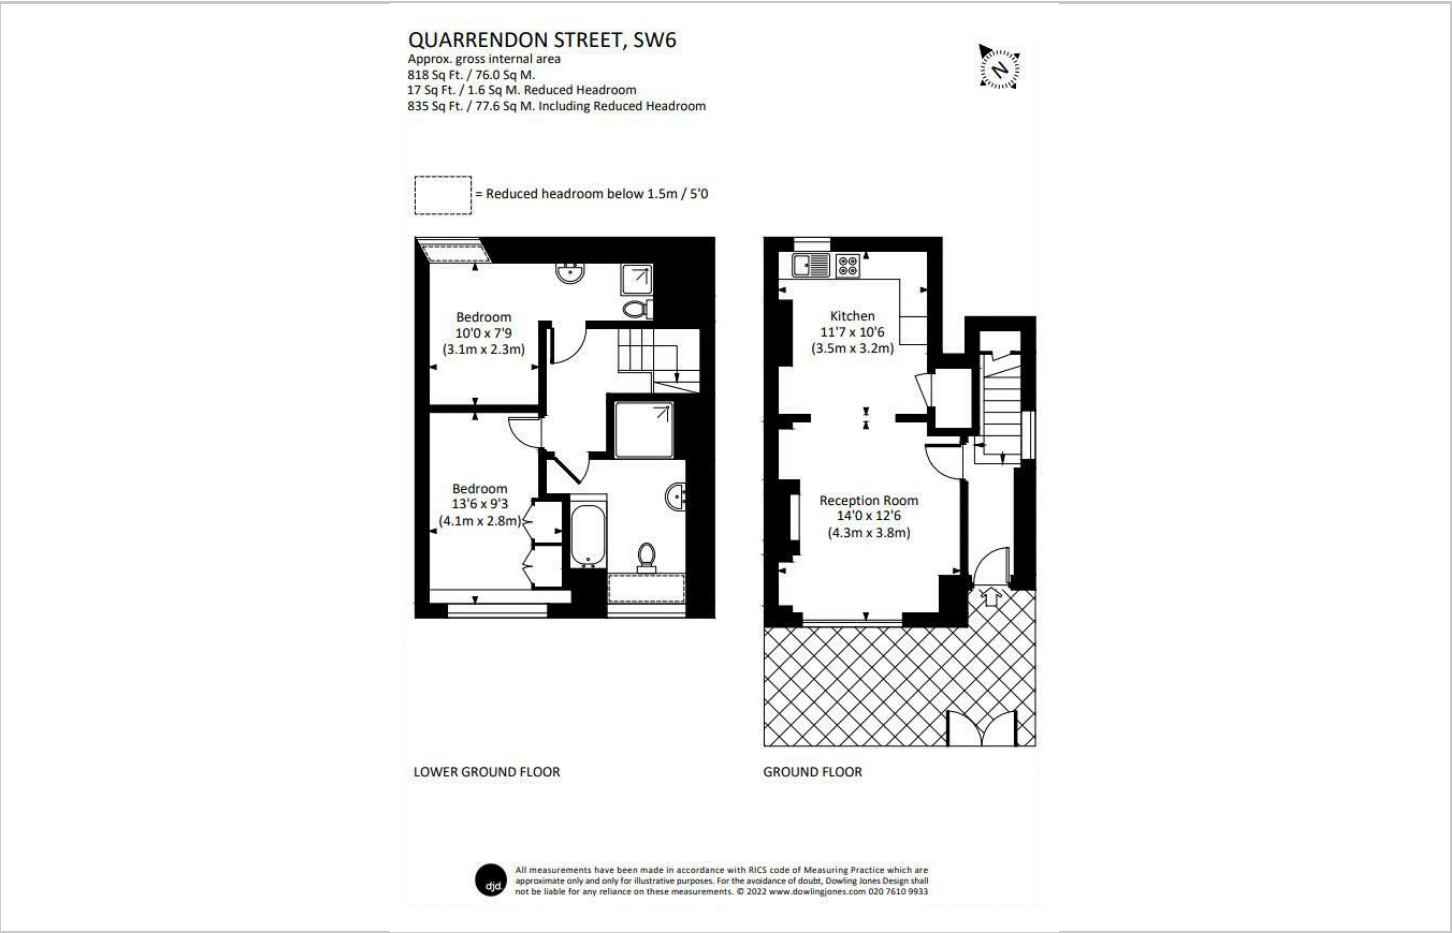 QUARRENDON STREET, SW6
Approx. gross internal area
818 Sq Ft. / 76.0 Sq M.
17 Sq Ft. / 1.6 Sq M. Reduced Headroom
835 Sq Ft. / 77.6 Sq M. Including Reduced Headroom
N
= Reduced headroom below 1.5m / 5'0
Bedroom
10'0 x 7'9
(3.1m x 2.3m)
Bedroom
13'6 x 9'3
(4.1m x 2.8m)
Kitchen
11'7 x 10'6
(3.5m x 3.2m)
Reception Room
14'0 x 12'6
(4.3m x 3.8m)
LOWER GROUND FLOOR
GROUND FLOOR
djd.
All measurements have been made in accordance with RICS code of Measuring Practice which are
approximate only and only for illustrative purposes. For the avoidance of doubt, Dowling Jones Design shall
not be liable for any reliance on these measurements. © 2022 www.dowlingjones.com 020 7610 9933